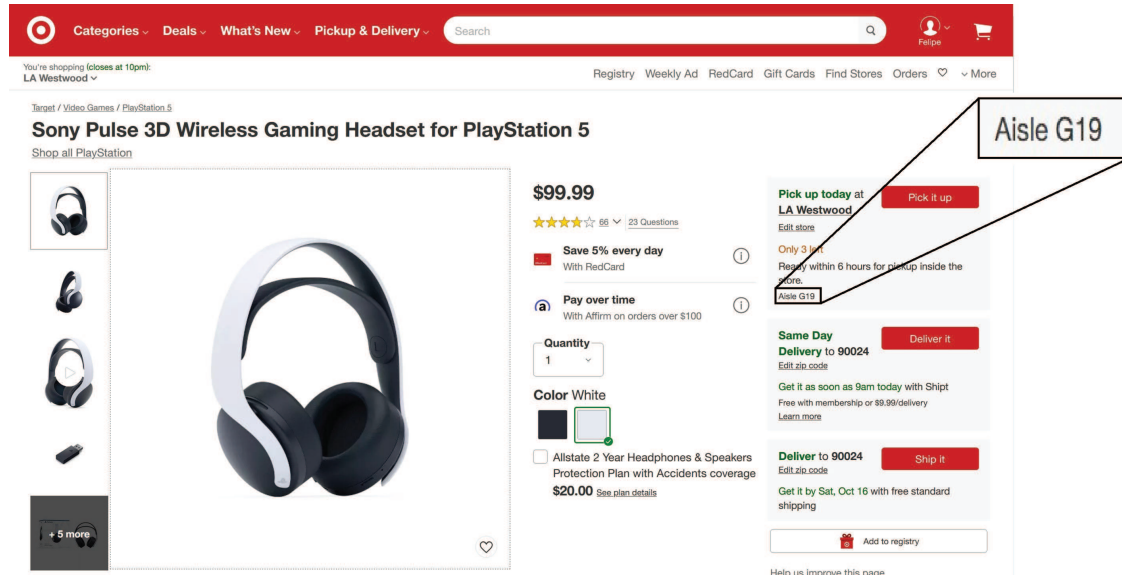 Categories Deals What's New Pickup & Delivery Search Felipe
You're shopping (closes at 10pm):
LA Westwood
Registry Weekly Ad RedCard Gift Cards Find Stores Orders More
Target / Video Games / PlayStation 5
Sony Pulse 3D Wireless Gaming Headset for PlayStation 5
Shop all PlayStation
Aisle G19
+ 5 more
$99.99
66 23 Questions
Save 5% every day
With RedCard
a Pay over time
With Affirm on orders over $100
Quantity
1
Color White
Allstate 2 Year Headphones & Speakers
Protection Plan with Accidents coverage
$20.00 See plan details
Pick up today at
LA Westwood
Pick it up
Edit store
Only 3 left
Ready within 6 hours for pickup inside the
store.
Aisle G19
Same Day
Delivery to 90024
Deliver it
Edit zip code
Get it as soon as 9am today with Shipt
Free with membership or $9.99/delivery
Learn more
Deliver to 90024
Ship it
Edit zip code
Get it by Sat, Oct 16 with free standard
shipping
Add to registry
Help us improve this page